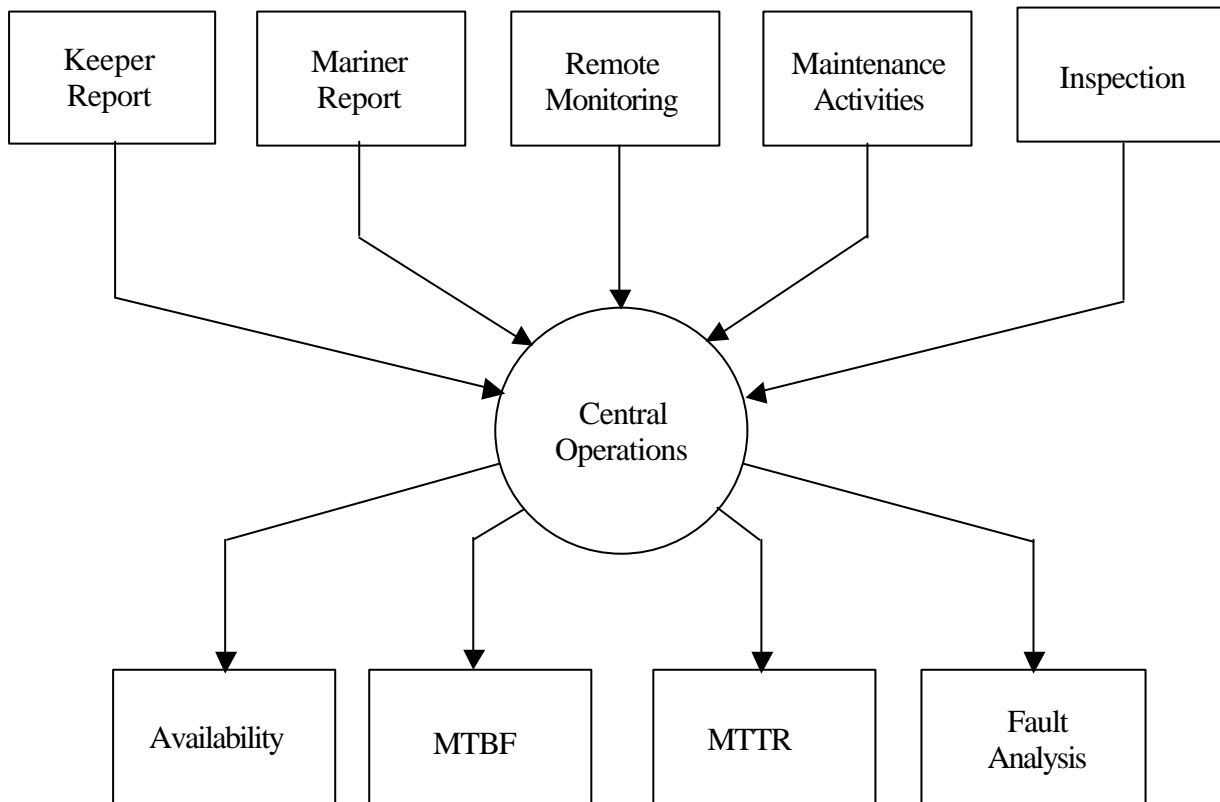 Keeper
Report
Mariner
Report
Remote
Monitoring
Maintenance
Activities
Inspection
Central
Operations
Availability
MTBF
MTTR
Fault
Analysis